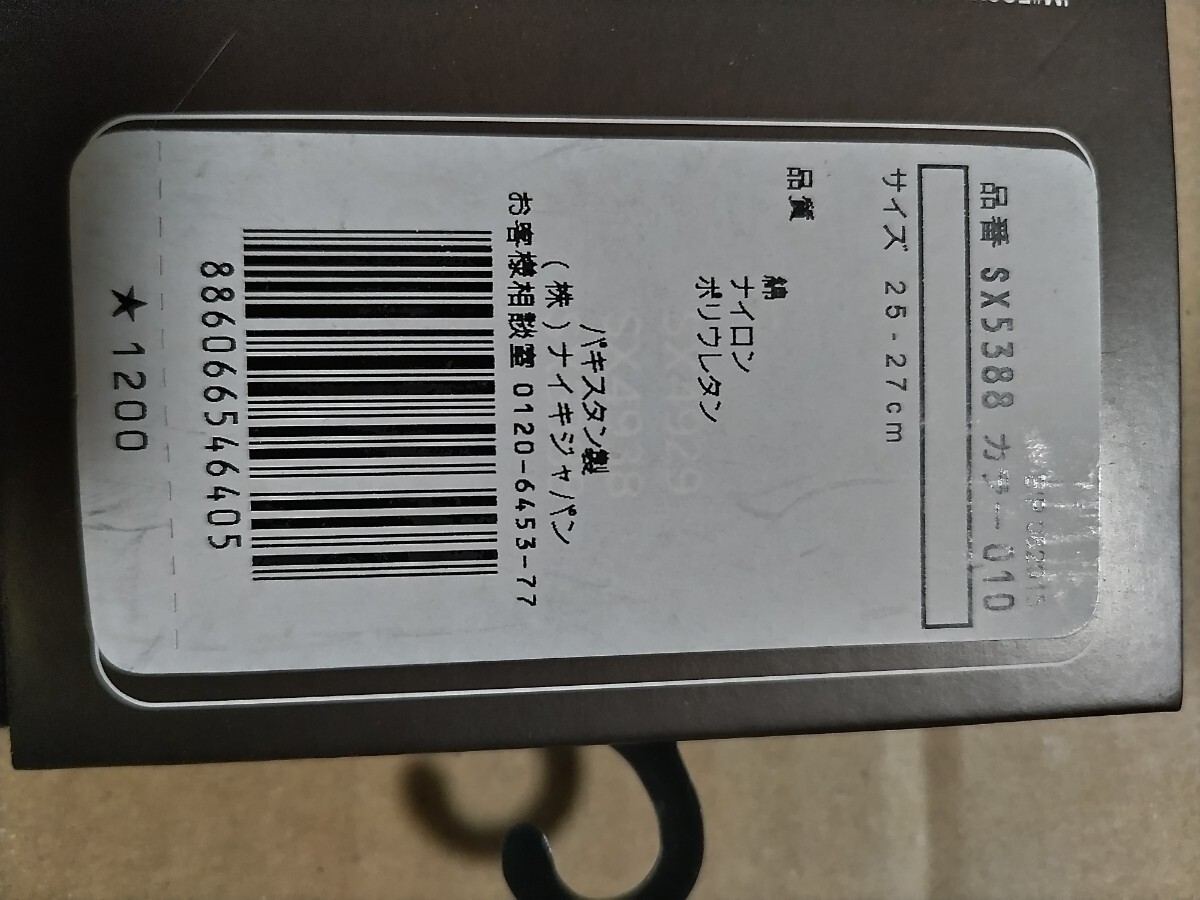 品番 SX5388 カラー 010
サイズ 25-27cm
品質
綿
ナイロン
ポリウレタン
SX4929
SX4918
パキスタン製
(株)ナイキジャパン
お客様相談室 0120-6453-77
886066546405
★1200